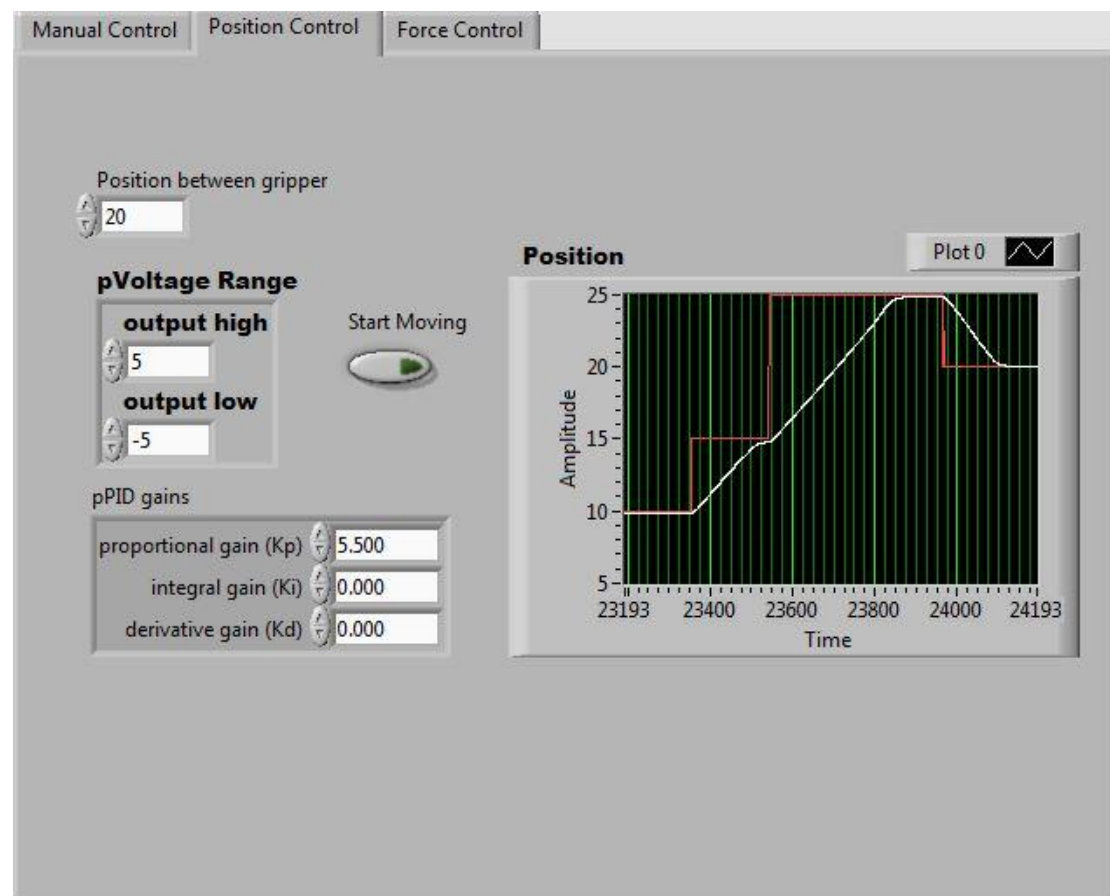 Manual Control
Position Control
Force Control
Position between gripper
20
pVoltage Range
output high
5
output low
-5
Start Moving
pPID gains
proportional gain (Kp) 5.500
integral gain (Ki) 0.000
derivative gain (Kd) 0.000
Position
Plot 0
Amplitude
25
20
15
10
5
23193 23400 23600 23800 24000 24193
Time